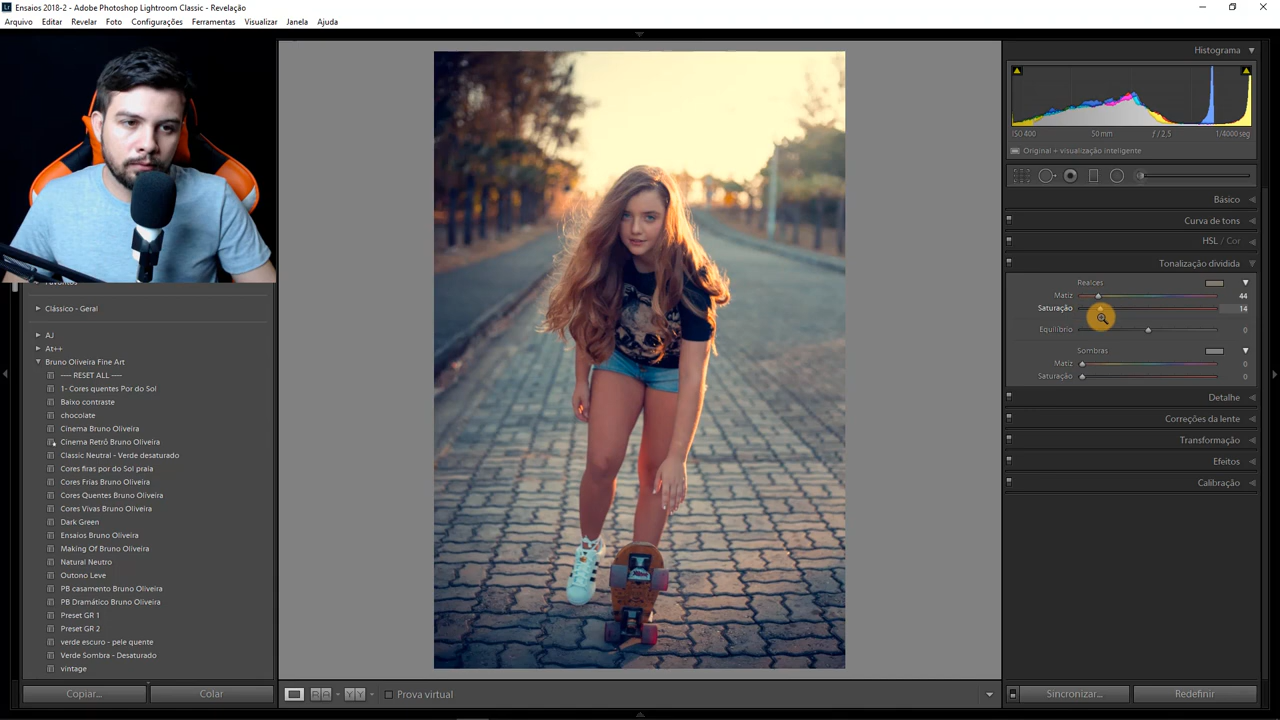 Ensaios 2018-2 - Adobe Photoshop Lightroom Classic - Revelação
Arquivo Editar Revelar Foto Configurações Ferramentas Visualizar Janela Ajuda
Histograma
ISO 400 50 mm ƒ / 2,5 1/4000 seg
Original + visualização inteligente
Básico
Curva de tons
HSL / Cor
Tonalização dividida
Realces
Matiz 44
Saturação 14
Equilíbrio 0
Sombras
Matiz 0
Saturação 0
Detalhe
Correções da lente
Transformação
Efeitos
Calibração
Favoritos
Clássico - Geral
AJ
At++
Bruno Oliveira Fine Art
---- RESET ALL ----
1- Cores quentes Por do Sol
Baixo contraste
chocolate
Cinema Bruno Oliveira
Cinema Retrô Bruno Oliveira
Classic Neutral - Verde desaturado
Cores firas por do Sol praia
Cores Frias Bruno Oliveira
Cores Quentes Bruno Oliveira
Cores Vivas Bruno Oliveira
Dark Green
Ensaios Bruno Oliveira
Making Of Bruno Oliveira
Natural Neutro
Outono Leve
PB casamento Bruno Oliveira
PB Dramático Bruno Oliveira
Preset GR 1
Preset GR 2
verde escuro - pele quente
Verde Sombra - Desaturado
vintage
Copiar... Colar
Prova virtual
Sincronizar... Redefinir